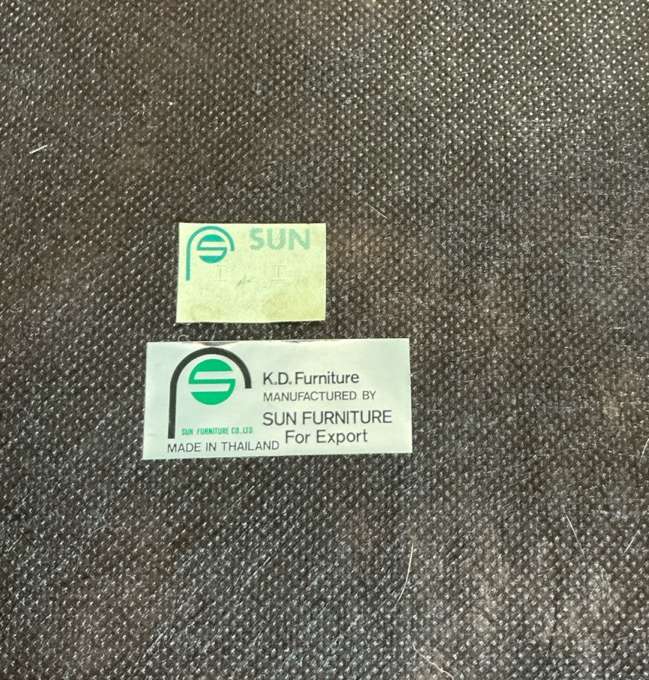 S
SUN
S
K.D. Furniture
MANUFACTURED BY
SUN FURNITURE
For Export
SUN FURNITURE CO.,LTD
MADE IN THAILAND